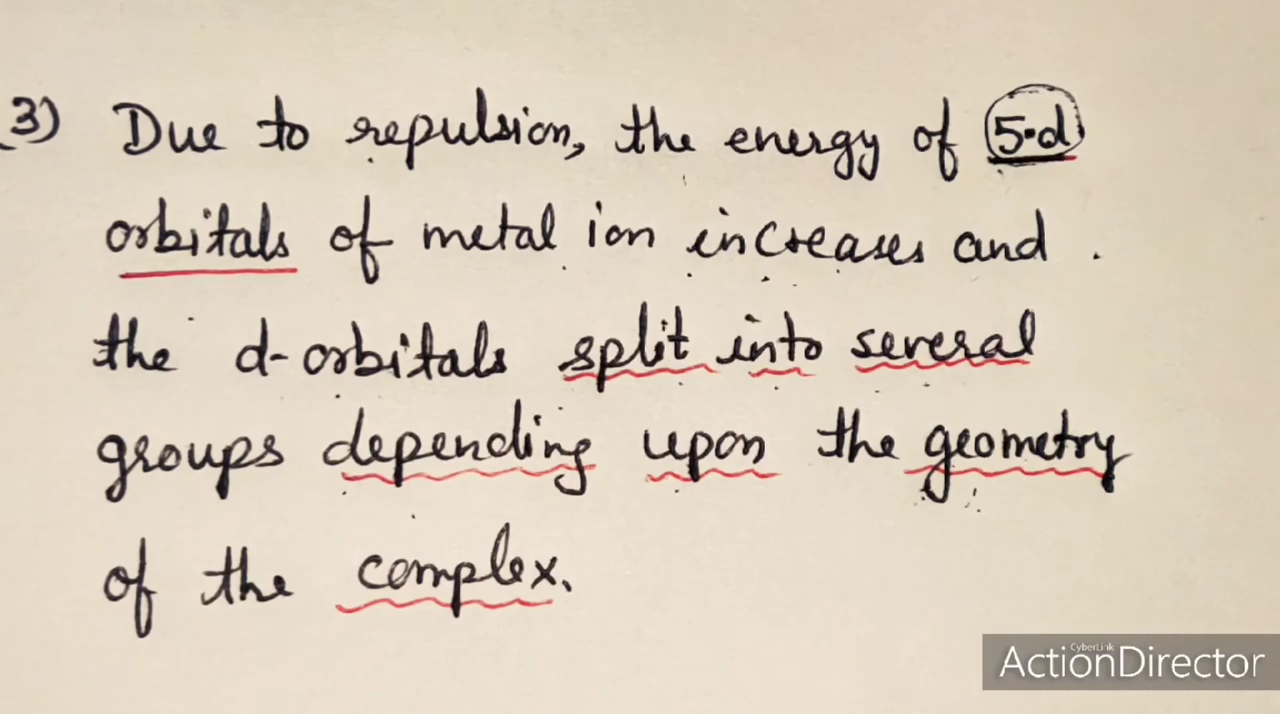 3) Due to repulsion, the energy of 5-d
orbitals of metal ion increases and
the d-orbitals split into several
groups depending upon the geometry
of the complex.
CyberLink
ActionDirector